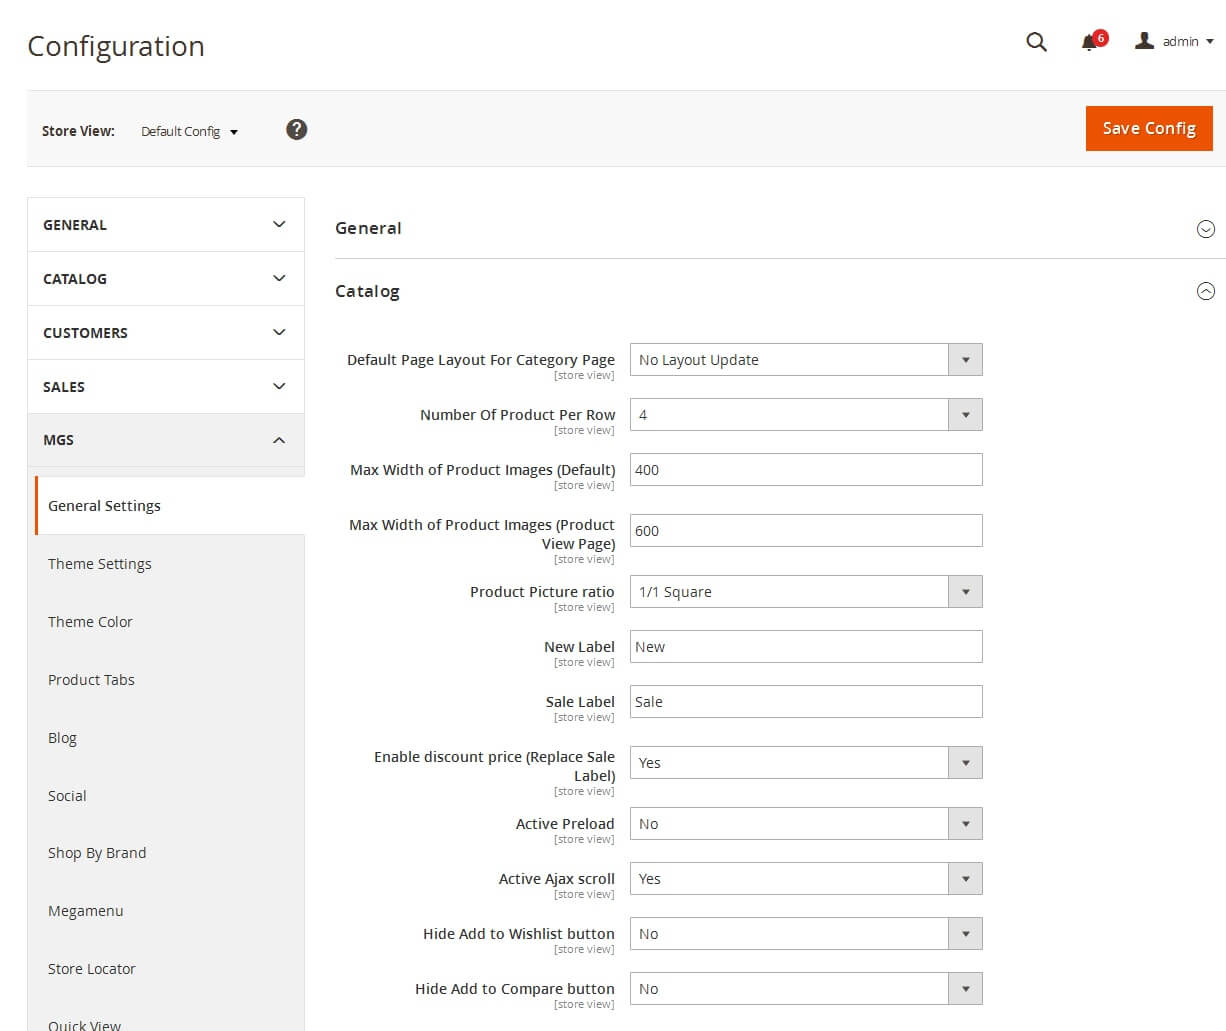 Configuration
6
admin
Store View:
Default Config
?
Save Config
GENERAL
CATALOG
CUSTOMERS
SALES
MGS
General Settings
Theme Settings
Theme Color
Product Tabs
Blog
Social
Shop By Brand
Megamenu
Store Locator
Quick View
General
Catalog
Default Page Layout For Category Page
[store view]
No Layout Update
Number Of Product Per Row
[store view]
4
Max Width of Product Images (Default)
[store view]
400
Max Width of Product Images (Product
View Page)
[store view]
600
Product Picture ratio
[store view]
1/1 Square
New Label
[store view]
New
Sale Label
[store view]
Sale
Enable discount price (Replace Sale
Label)
[store view]
Yes
Active Preload
[store view]
No
Active Ajax scroll
[store view]
Yes
Hide Add to Wishlist button
[store view]
No
Hide Add to Compare button
[store view]
No